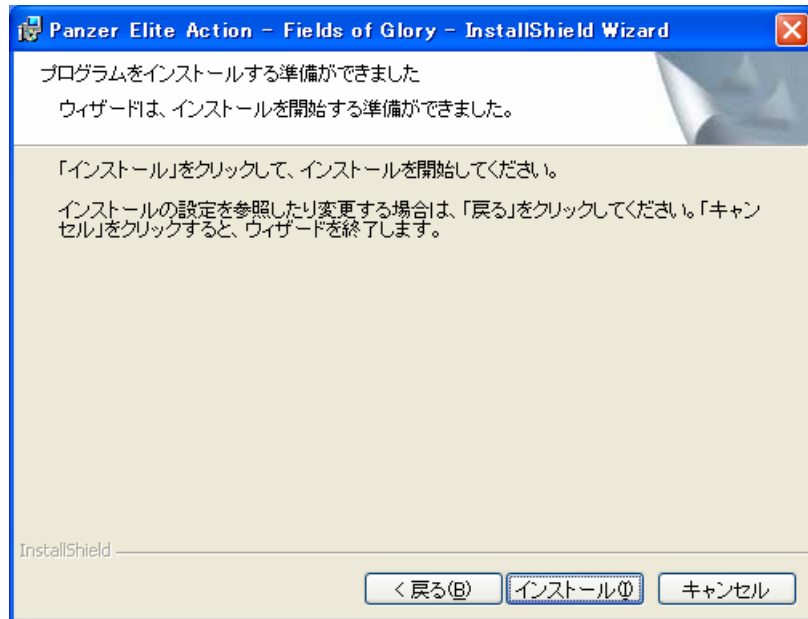 Panzer Elite Action - Fields of Glory - InstallShield Wizard
プログラムをインストールする準備ができました
ウィザードは、インストールを開始する準備ができました。
「インストール」をクリックして、インストールを開始してください。
インストールの設定を参照したり変更する場合は、「戻る」をクリックしてください。「キャン
セル」をクリックすると、ウィザードを終了します。
InstallShield
< 戻る(B) インストール(I) キャンセル